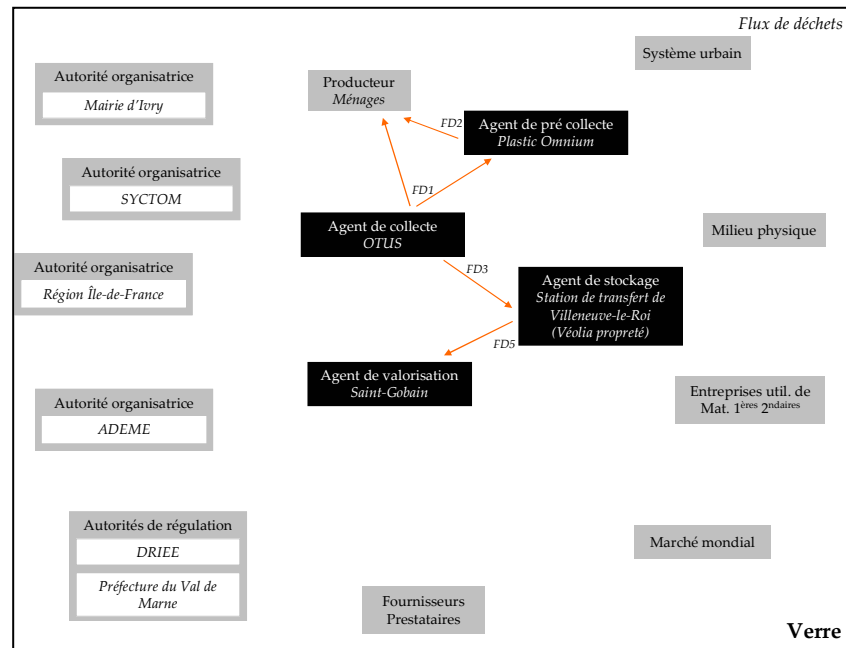 Flux de déchets
Système urbain
Autorité organisatrice
Mairie d'Ivry
Producteur
Ménages
FD2
Agent de pré collecte
Plastic Omnium
Autorité organisatrice
SYCTOM
FD1
Agent de collecte
OTUS
Milieu physique
Autorité organisatrice
Région Île-de-France
FD3
Agent de stockage
Station de transfert de
Villeneuve-le-Roi
(Véolia propreté)
FD5
Agent de valorisation
Saint-Gobain
Entreprises util. de
Mat. 1ères 2ndaires
Autorité organisatrice
ADEME
Autorités de régulation
DRIEE
Préfecture du Val de
Marne
Marché mondial
Fournisseurs
Prestataires
Verre